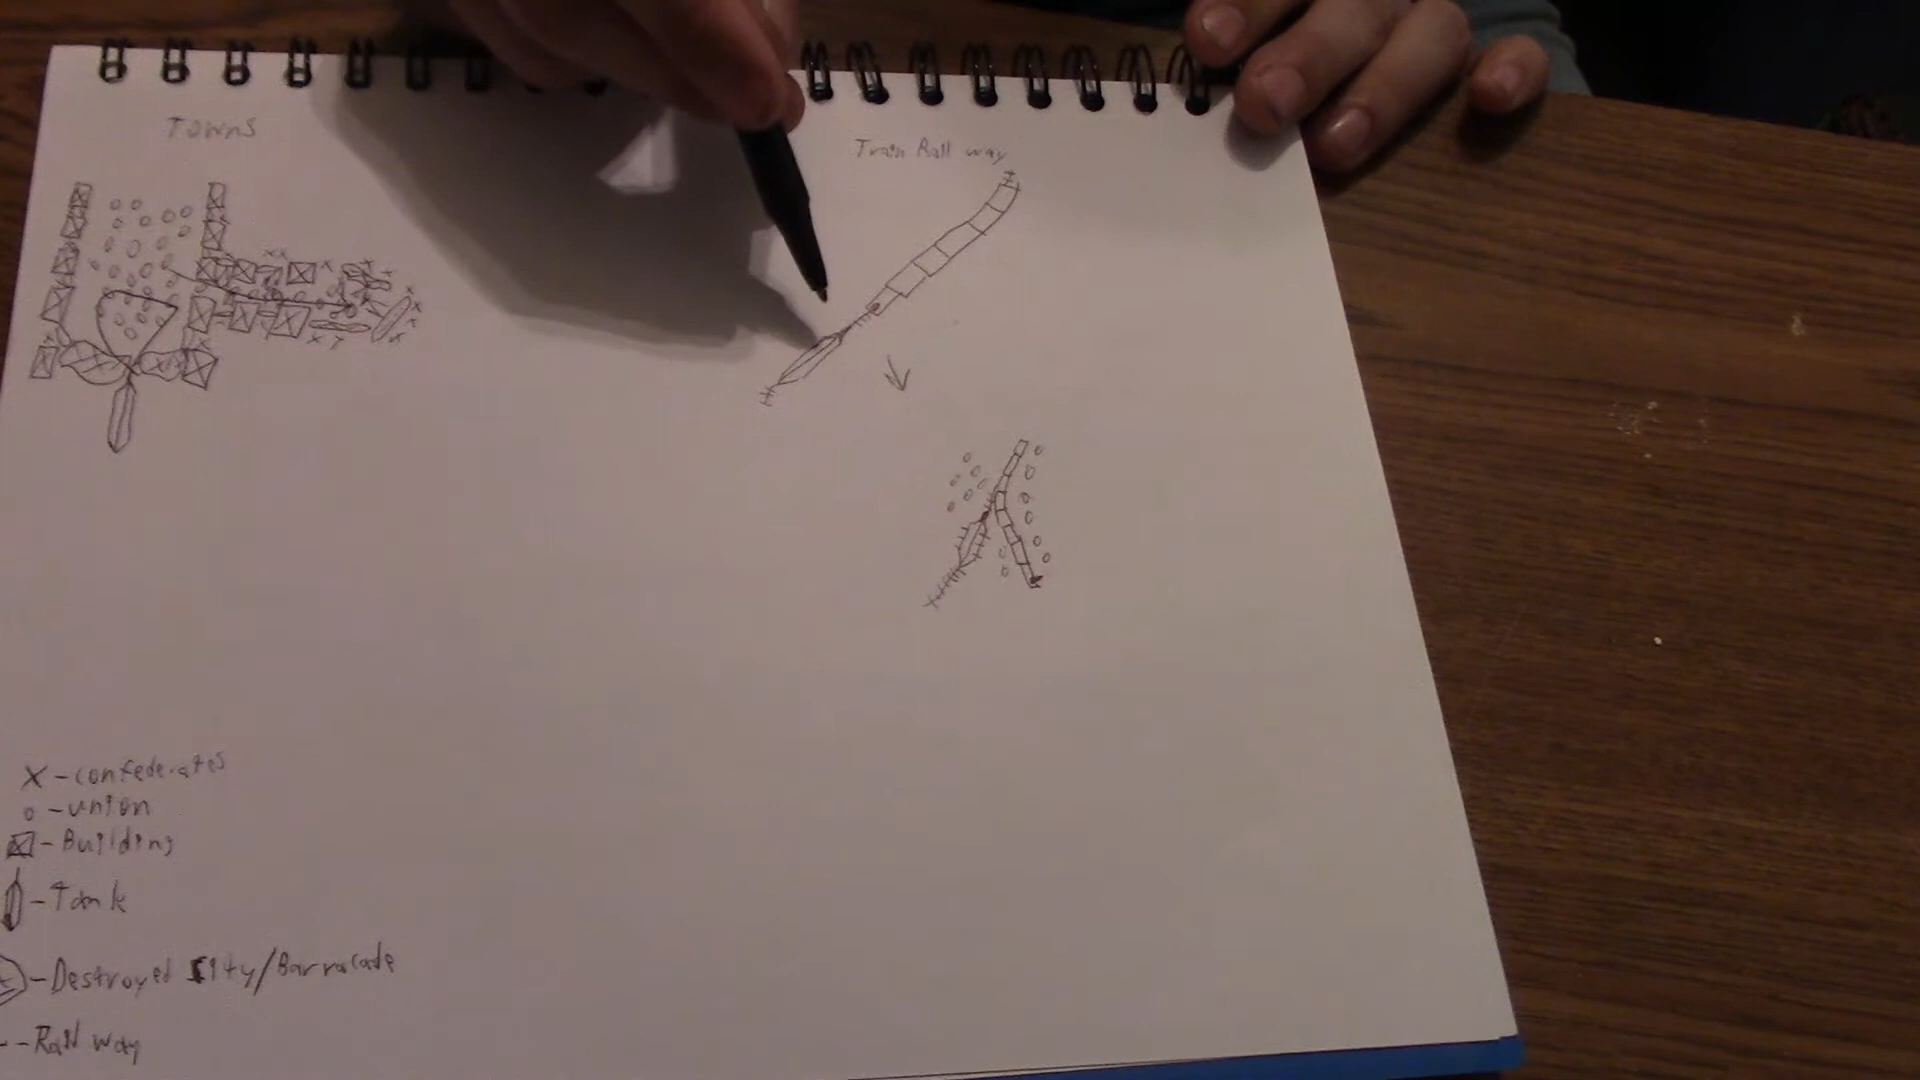 Towns
Train Rail way
X - confederates
o - union
- Building
- Tank
- Destroyed City/Barracade
-- Rail way